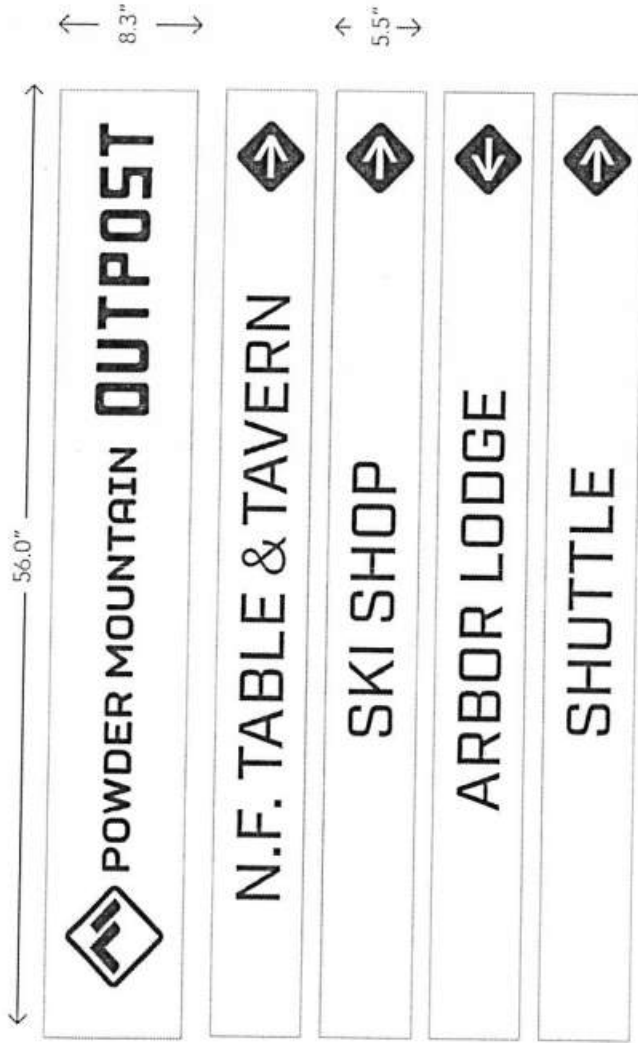 56.0"
8.3"
POWDER MOUNTAIN OUTPOST
N.F. TABLE & TAVERN
5.5"
SKI SHOP
ARBOR LODGE
SHUTTLE